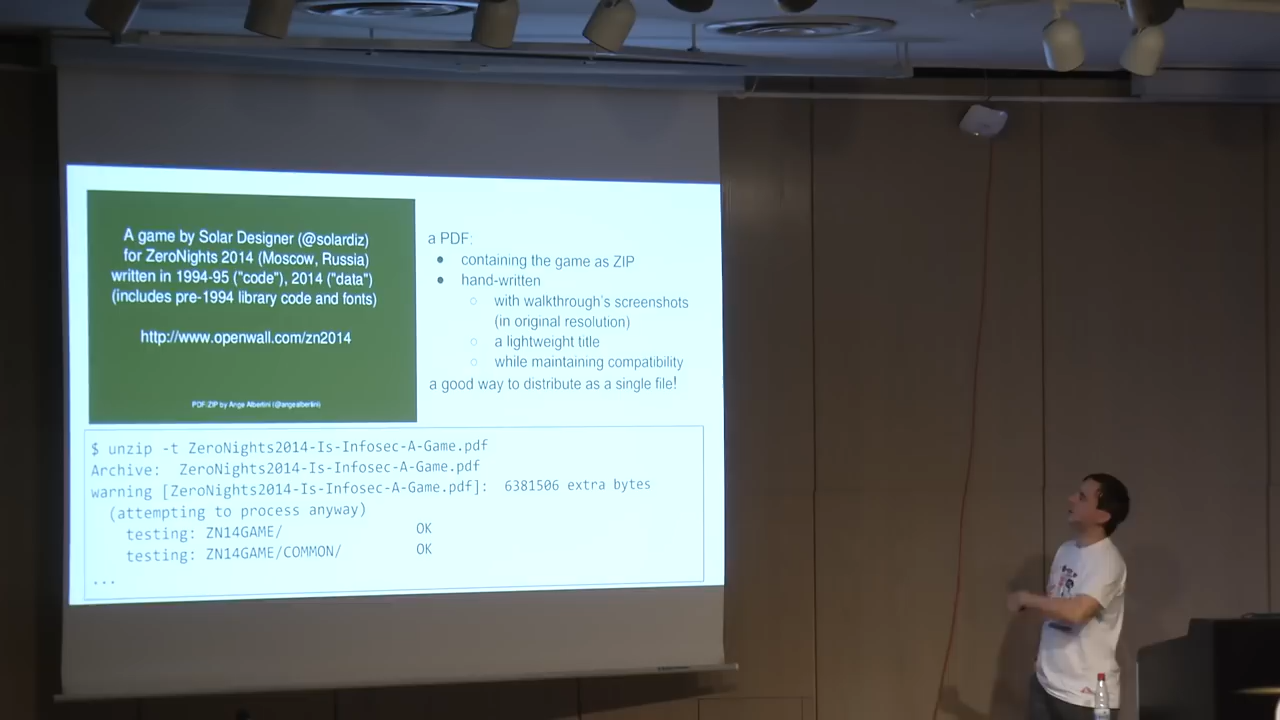 A game by Solar Designer (@solardiz)
for ZeroNights 2014 (Moscow, Russia)
written in 1994-95 ("code"), 2014 ("data")
(includes pre-1994 library code and fonts)
http://www.openwall.com/zn2014
PDF/ZIP by Ange Albertini (@angealbertini)
a PDF:
● containing the game as ZIP
● hand-written
○ with walkthrough's screenshots
(in original resolution)
○ a lightweight title
○ while maintaining compatibility
a good way to distribute as a single file!
$ unzip -t ZeroNights2014-Is-Infosec-A-Game.pdf
Archive: ZeroNights2014-Is-Infosec-A-Game.pdf
warning [ZeroNights2014-Is-Infosec-A-Game.pdf]: 6381506 extra bytes
(attempting to process anyway)
testing: ZN14GAME/ OK
testing: ZN14GAME/COMMON/ OK
...